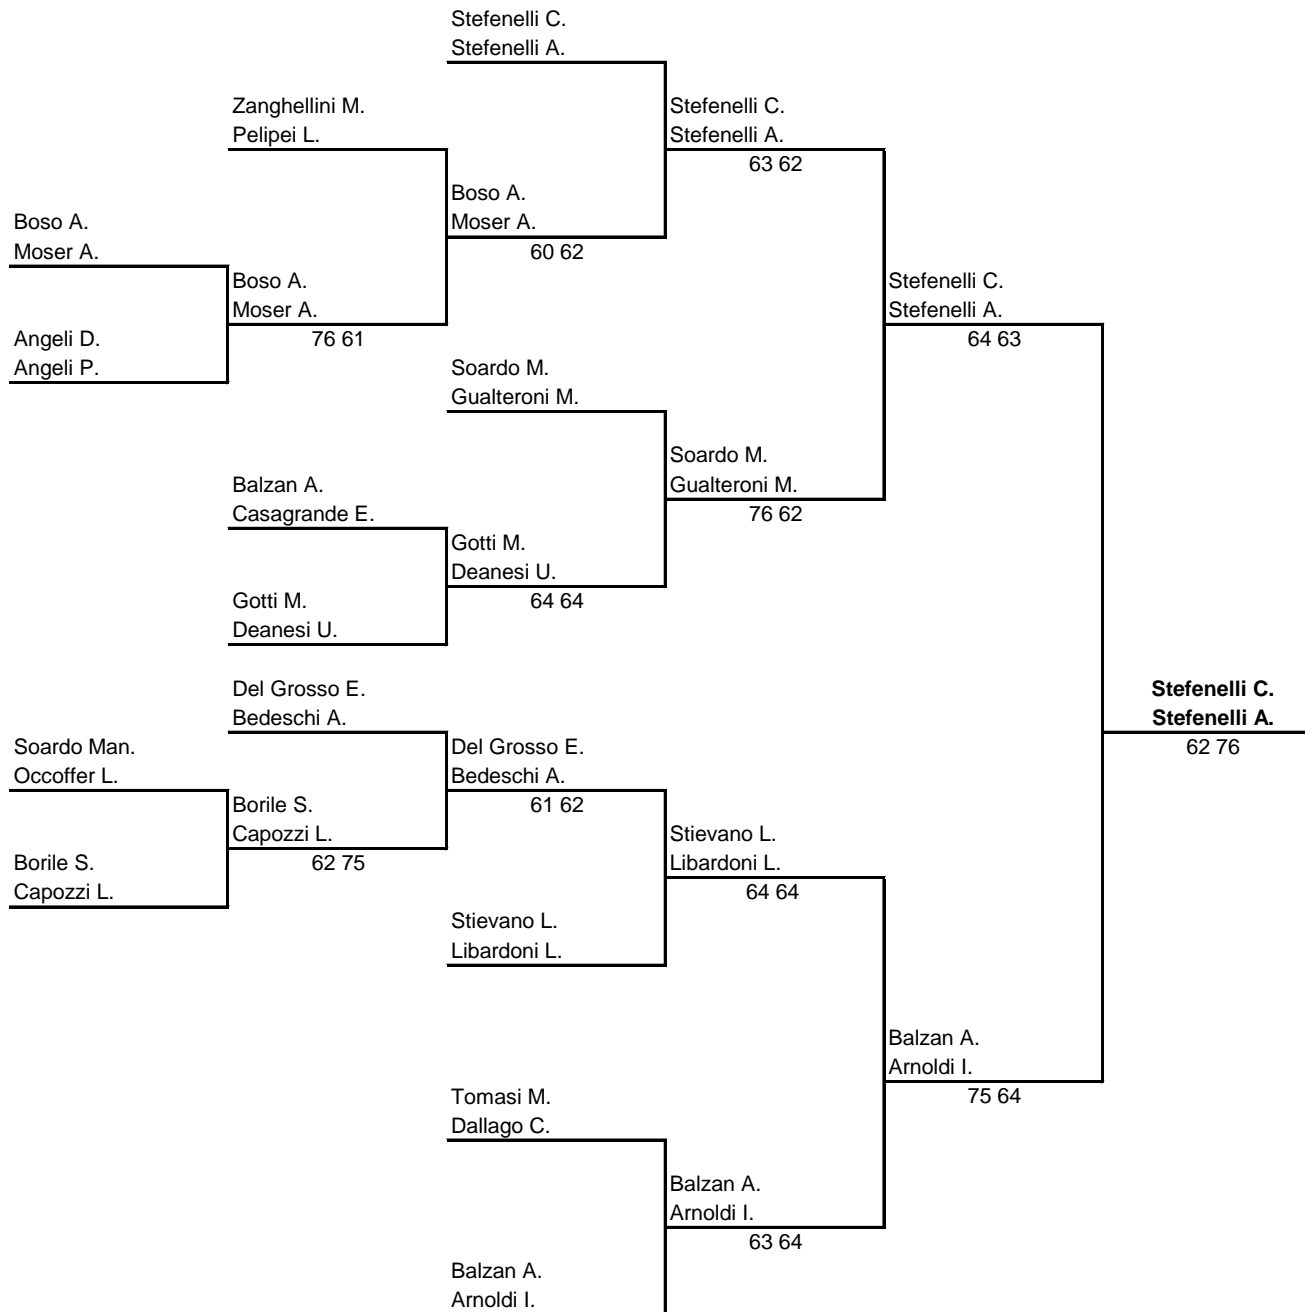 Stefenelli C.
Stefenelli A.
Zanghellini M.
Pelipei L.
Stefenelli C.
Stefenelli A.
63 62
Boso A.
Moser A.
Boso A.
Moser A.
60 62
Boso A.
Moser A.
76 61
Stefenelli C.
Stefenelli A.
64 63
Angeli D.
Angeli P.
Soardo M.
Gualteroni M.
Soardo M.
Gualteroni M.
76 62
Balzan A.
Casagrande E.
Gotti M.
Deanesi U.
64 64
Gotti M.
Deanesi U.
Del Grosso E.
Bedeschi A.
Stefenelli C.
Stefenelli A.
62 76
Soardo Man.
Occoffer L.
Del Grosso E.
Bedeschi A.
61 62
Borile S.
Capozzi L.
62 75
Stievano L.
Libardoni L.
64 64
Borile S.
Capozzi L.
Stievano L.
Libardoni L.
Balzan A.
Arnoldi I.
75 64
Tomasi M.
Dallago C.
Balzan A.
Arnoldi I.
63 64
Balzan A.
Arnoldi I.